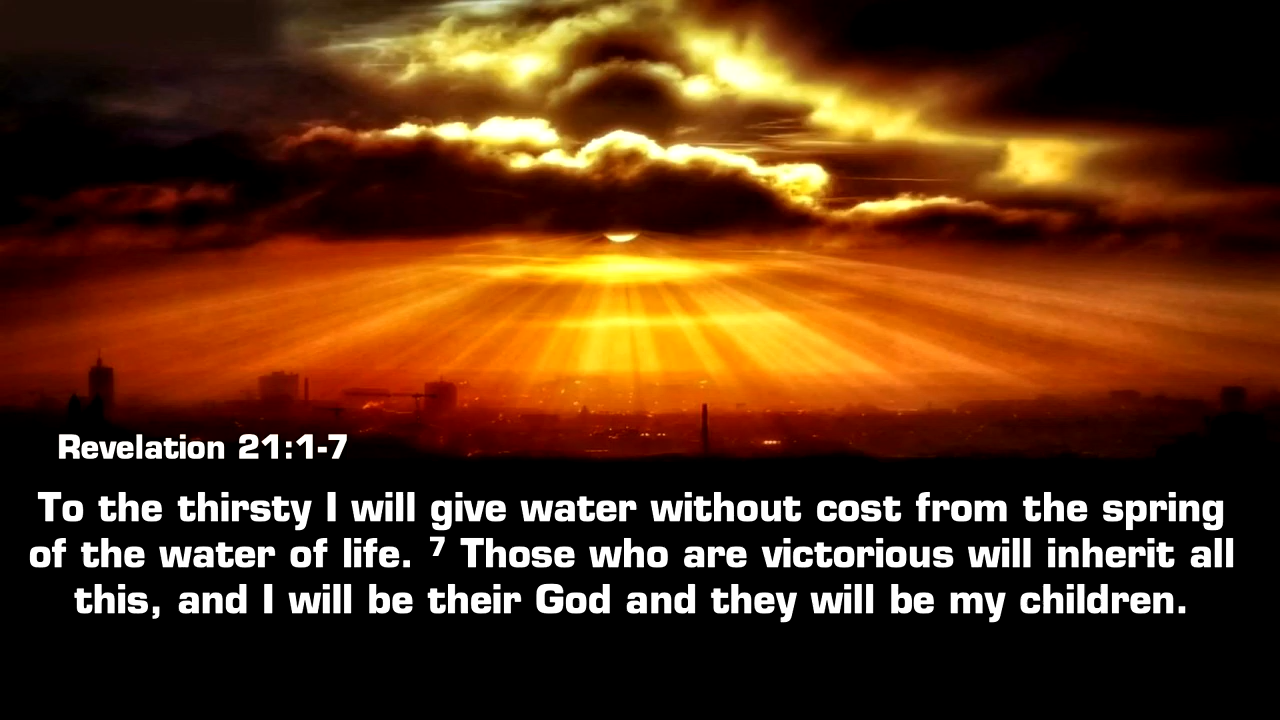 Revelation 21:1-7
To the thirsty I will give water without cost from the spring
of the water of life. ⁷ Those who are victorious will inherit all
this, and I will be their God and they will be my children.